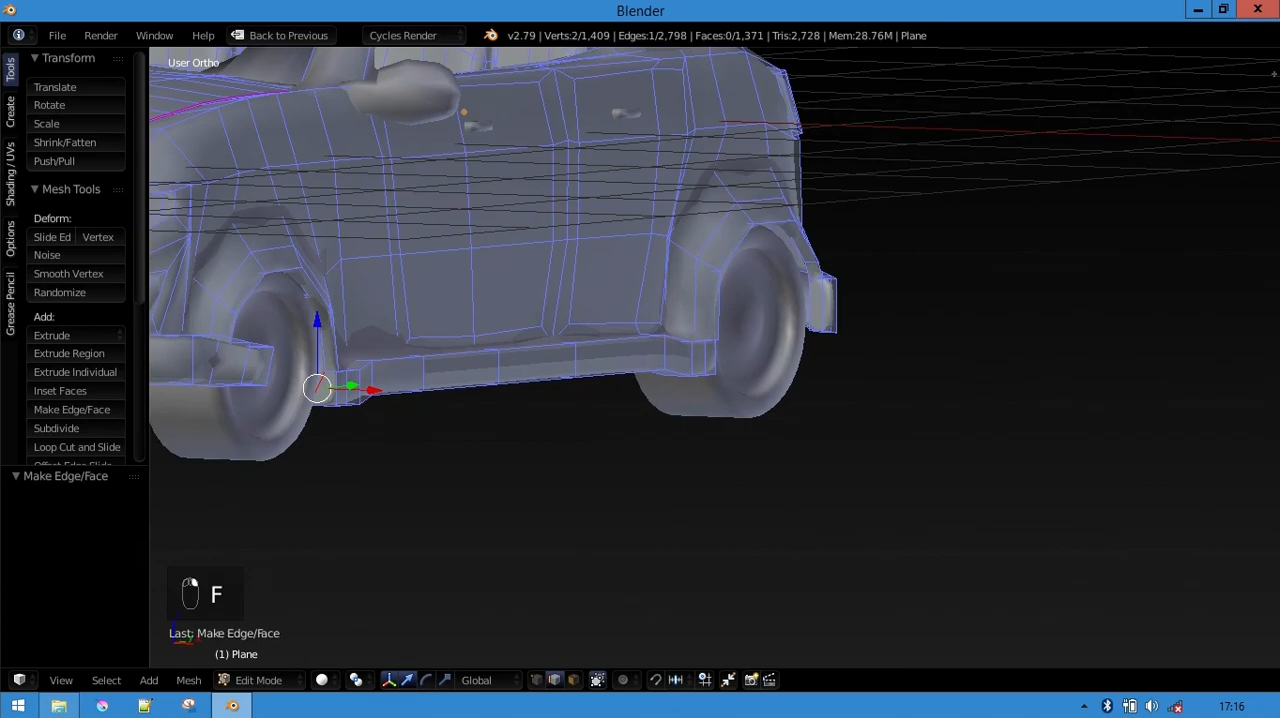 Blender
File Render Window Help Back to Previous Cycles Render v2.79 | Verts:2/1,409 | Edges:1/2,798 | Faces:0/1,371 | Tris:2,728 | Mem:28.76M | Plane
Tools
Create
Shading / UVs
Options
Grease Pencil
Transform
Translate
Rotate
Scale
Shrink/Fatten
Push/Pull
Mesh Tools
Deform:
Slide Ed Vertex
Noise
Smooth Vertex
Randomize
Add:
Extrude
Extrude Region
Extrude Individual
Inset Faces
Make Edge/Face
Subdivide
Loop Cut and Slide
Offset Edge Slide
Make Edge/Face
User Ortho
F
Last: Make Edge/Face
(1) Plane
View Select Add Mesh Edit Mode Global
17:16